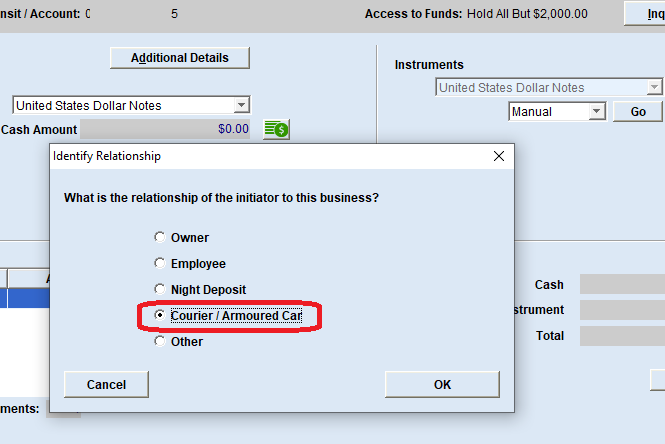 nsit / Account: 5
Access to Funds: Hold All But $2,000.00
Inq
Additional Details
Instruments
United States Dollar Notes
United States Dollar Notes
Manual
Go
Cash Amount
$0.00
Identify Relationship
What is the relationship of the initiator to this business?
Owner
Employee
Night Deposit
Courier / Armoured Car
Other
Cancel
OK
Cash
strument
Total
ments: